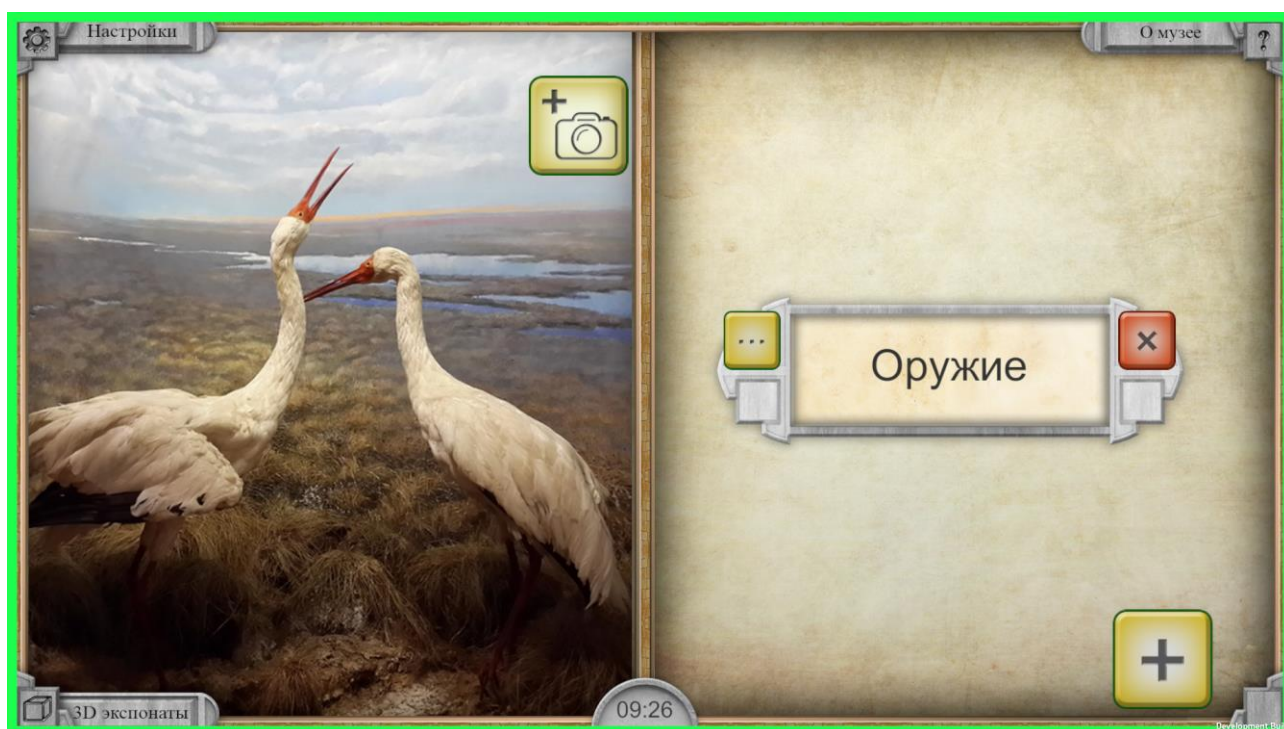 Настройки
О музее
?
Оружие
3D экспонаты
09:26